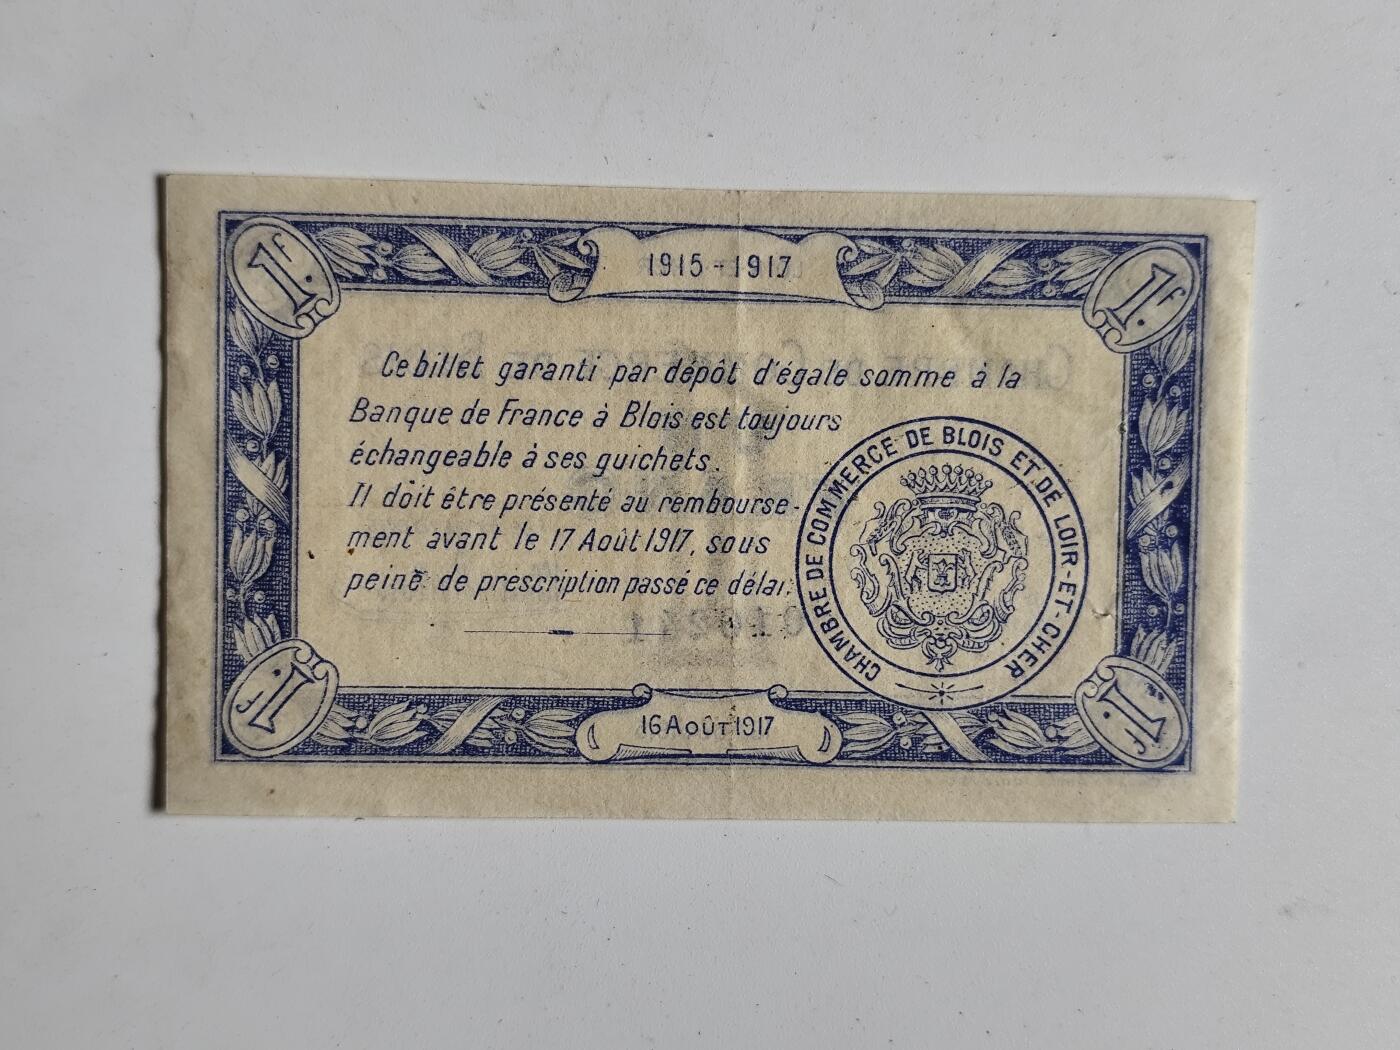 1f.
1915-1917
1f.
Ce billet garanti par dépôt d'égale somme à la
Banque de France à Blois est toujours
échangeable à ses guichets.
Il doit être présenté au rembourse-
ment avant le 17 Août 1917, sous
peine de prescription passé ce délai.
CHAMBRE DE COMMERCE DE BLOIS ET DE LOIR-ET-CHER
1f.
16 AOÛT 1917
1f.